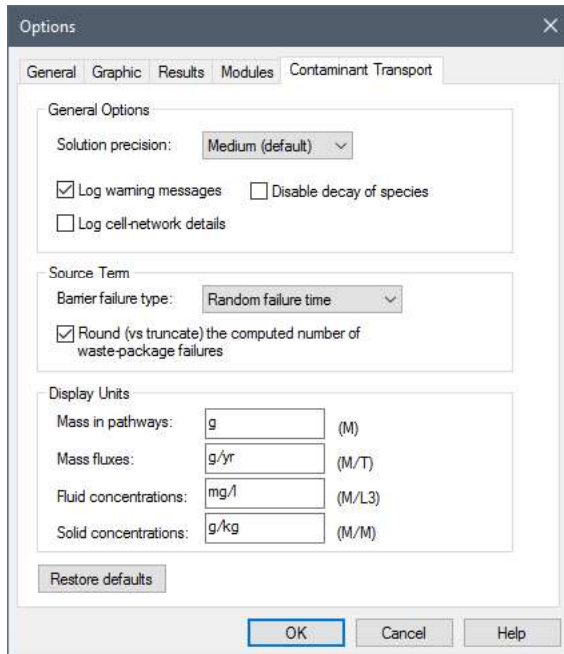 Options
General Graphic Results Modules Contaminant Transport
General Options
Solution precision: Medium (default)
Log warning messages Disable decay of species
Log cell-network details
Source Term
Barrier failure type: Random failure time
Round (vs truncate) the computed number of
waste-package failures
Display Units
Mass in pathways: g (M)
Mass fluxes: g/yr (M/T)
Fluid concentrations: mg/l (M/L3)
Solid concentrations: g/kg (M/M)
Restore defaults
OK Cancel Help